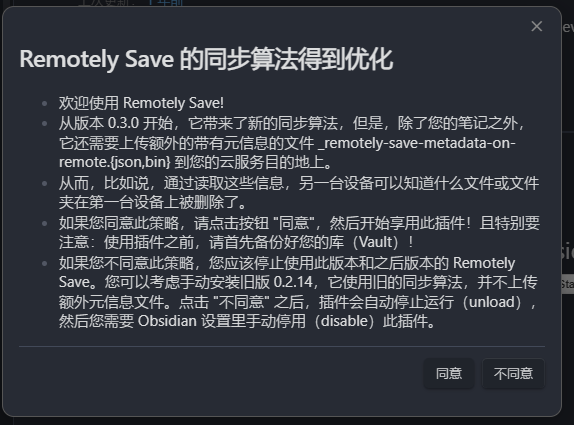 Remotely Save 的同步算法得到优化
欢迎使用 Remotely Save!
从版本 0.3.0 开始，它带来了新的同步算法，但是，除了您的笔记之外，
它还需要上传额外的带有元信息的文件 _remotely-save-metadata-on-
remote.{json,bin} 到您的云服务目的地上。
从而，比如说，通过读取这些信息，另一台设备可以知道什么文件或文件
夹在第一台设备上被删除了。
如果您同意此策略，请点击按钮 "同意"，然后开始享用此插件！且特别要
注意：使用插件之前，请首先备份好您的库（Vault）！
如果您不同意此策略，您应该停止使用此版本和之后版本的 Remotely
Save。您可以考虑手动安装旧版 0.2.14，它使用旧的同步算法，并不上传
额外元信息文件。点击 "不同意" 之后，插件会自动停止运行（unload），
然后您需要 Obsidian 设置里手动停用（disable）此插件。
同意
不同意